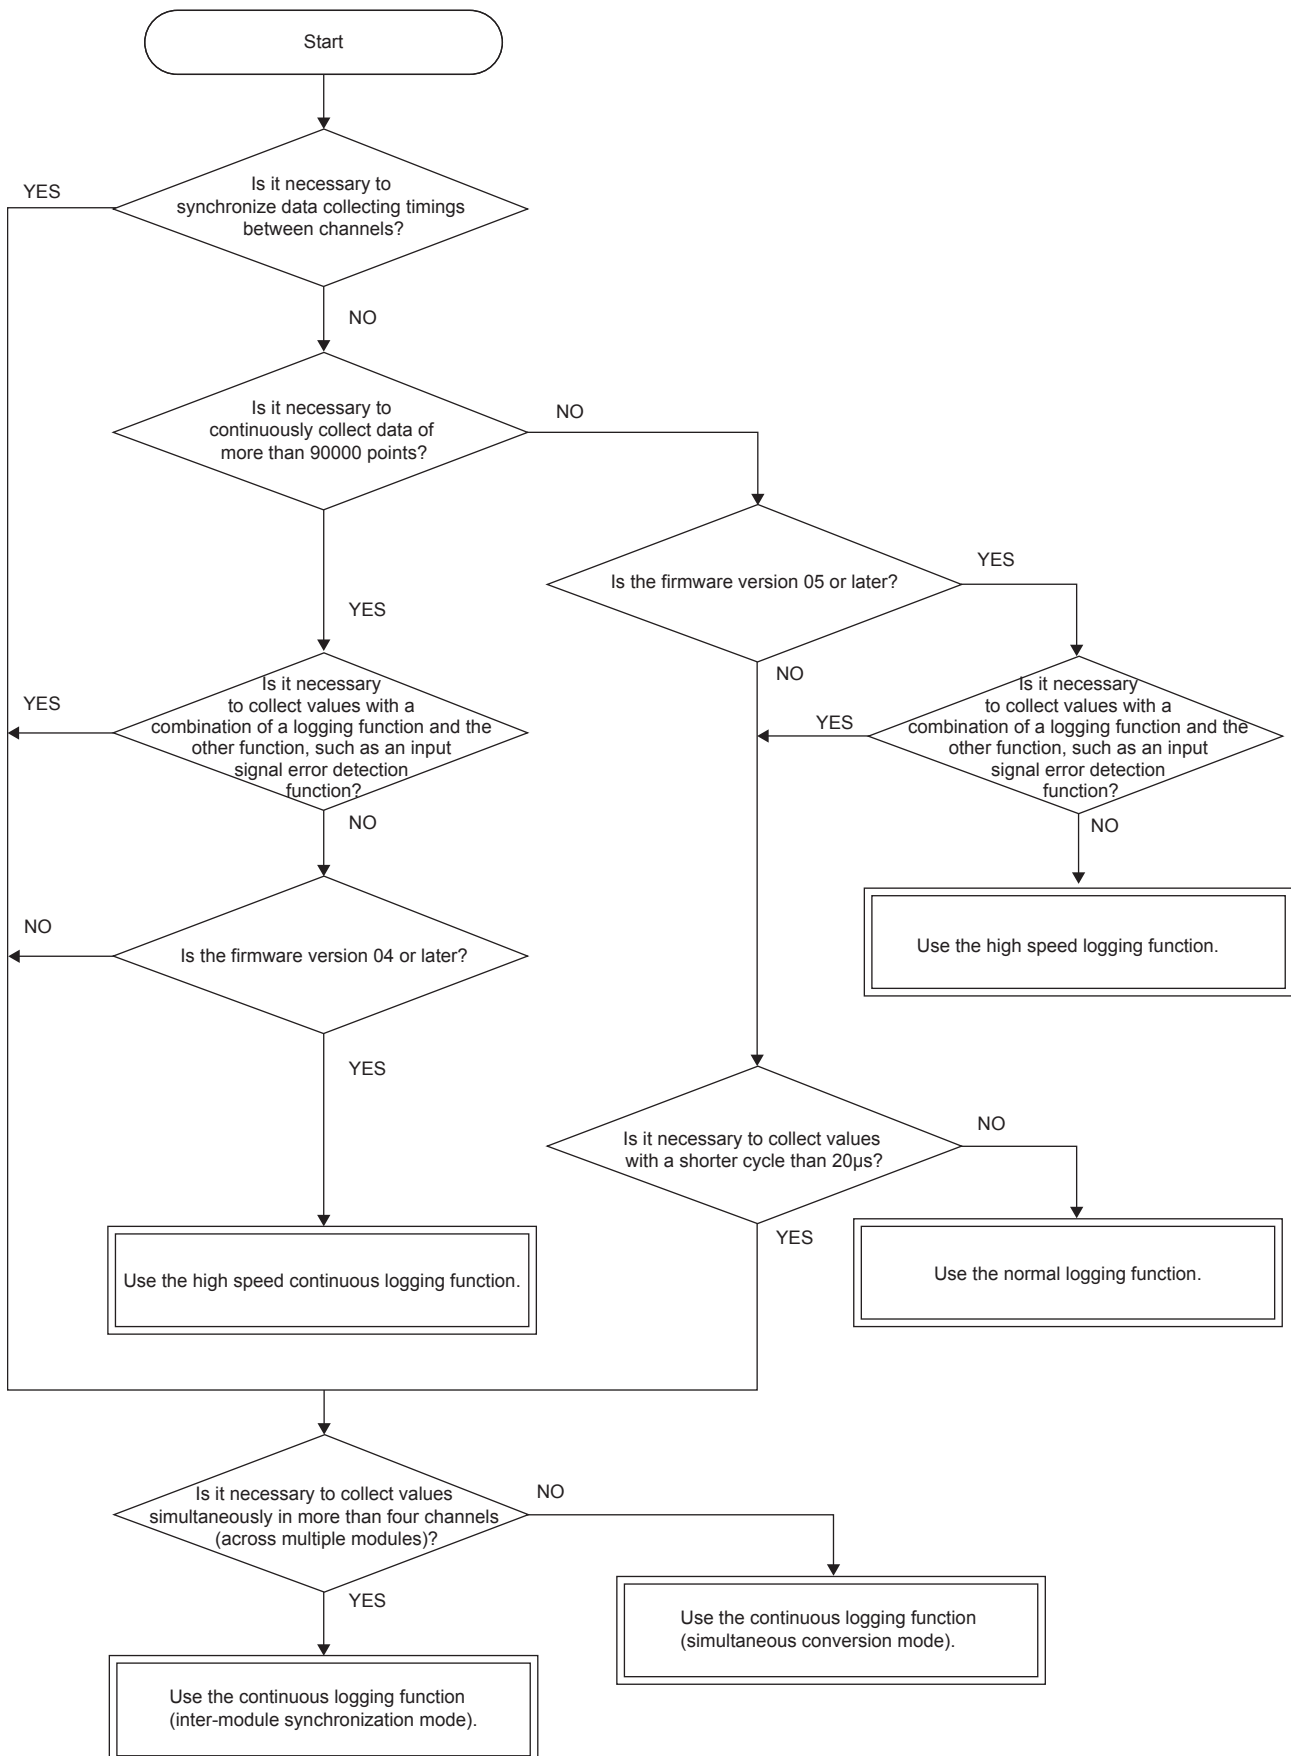 Start
Is it necessary to
synchronize data collecting timings
between channels?
YES
NO
Is it necessary to
continuously collect data of
more than 90000 points?
NO
YES
Is the firmware version 05 or later?
YES
NO
Is it necessary
to collect values with a
combination of a logging function and the
other function, such as an input
signal error detection
function?
YES
NO
Is it necessary
to collect values with a
combination of a logging function and the
other function, such as an input
signal error detection
function?
YES
NO
Use the high speed logging function.
Is the firmware version 04 or later?
NO
YES
Is it necessary to collect values
with a shorter cycle than 20µs?
NO
YES
Use the high speed continuous logging function.
Use the normal logging function.
Is it necessary to collect values
simultaneously in more than four channels
(across multiple modules)?
NO
YES
Use the continuous logging function
(simultaneous conversion mode).
Use the continuous logging function
(inter-module synchronization mode).